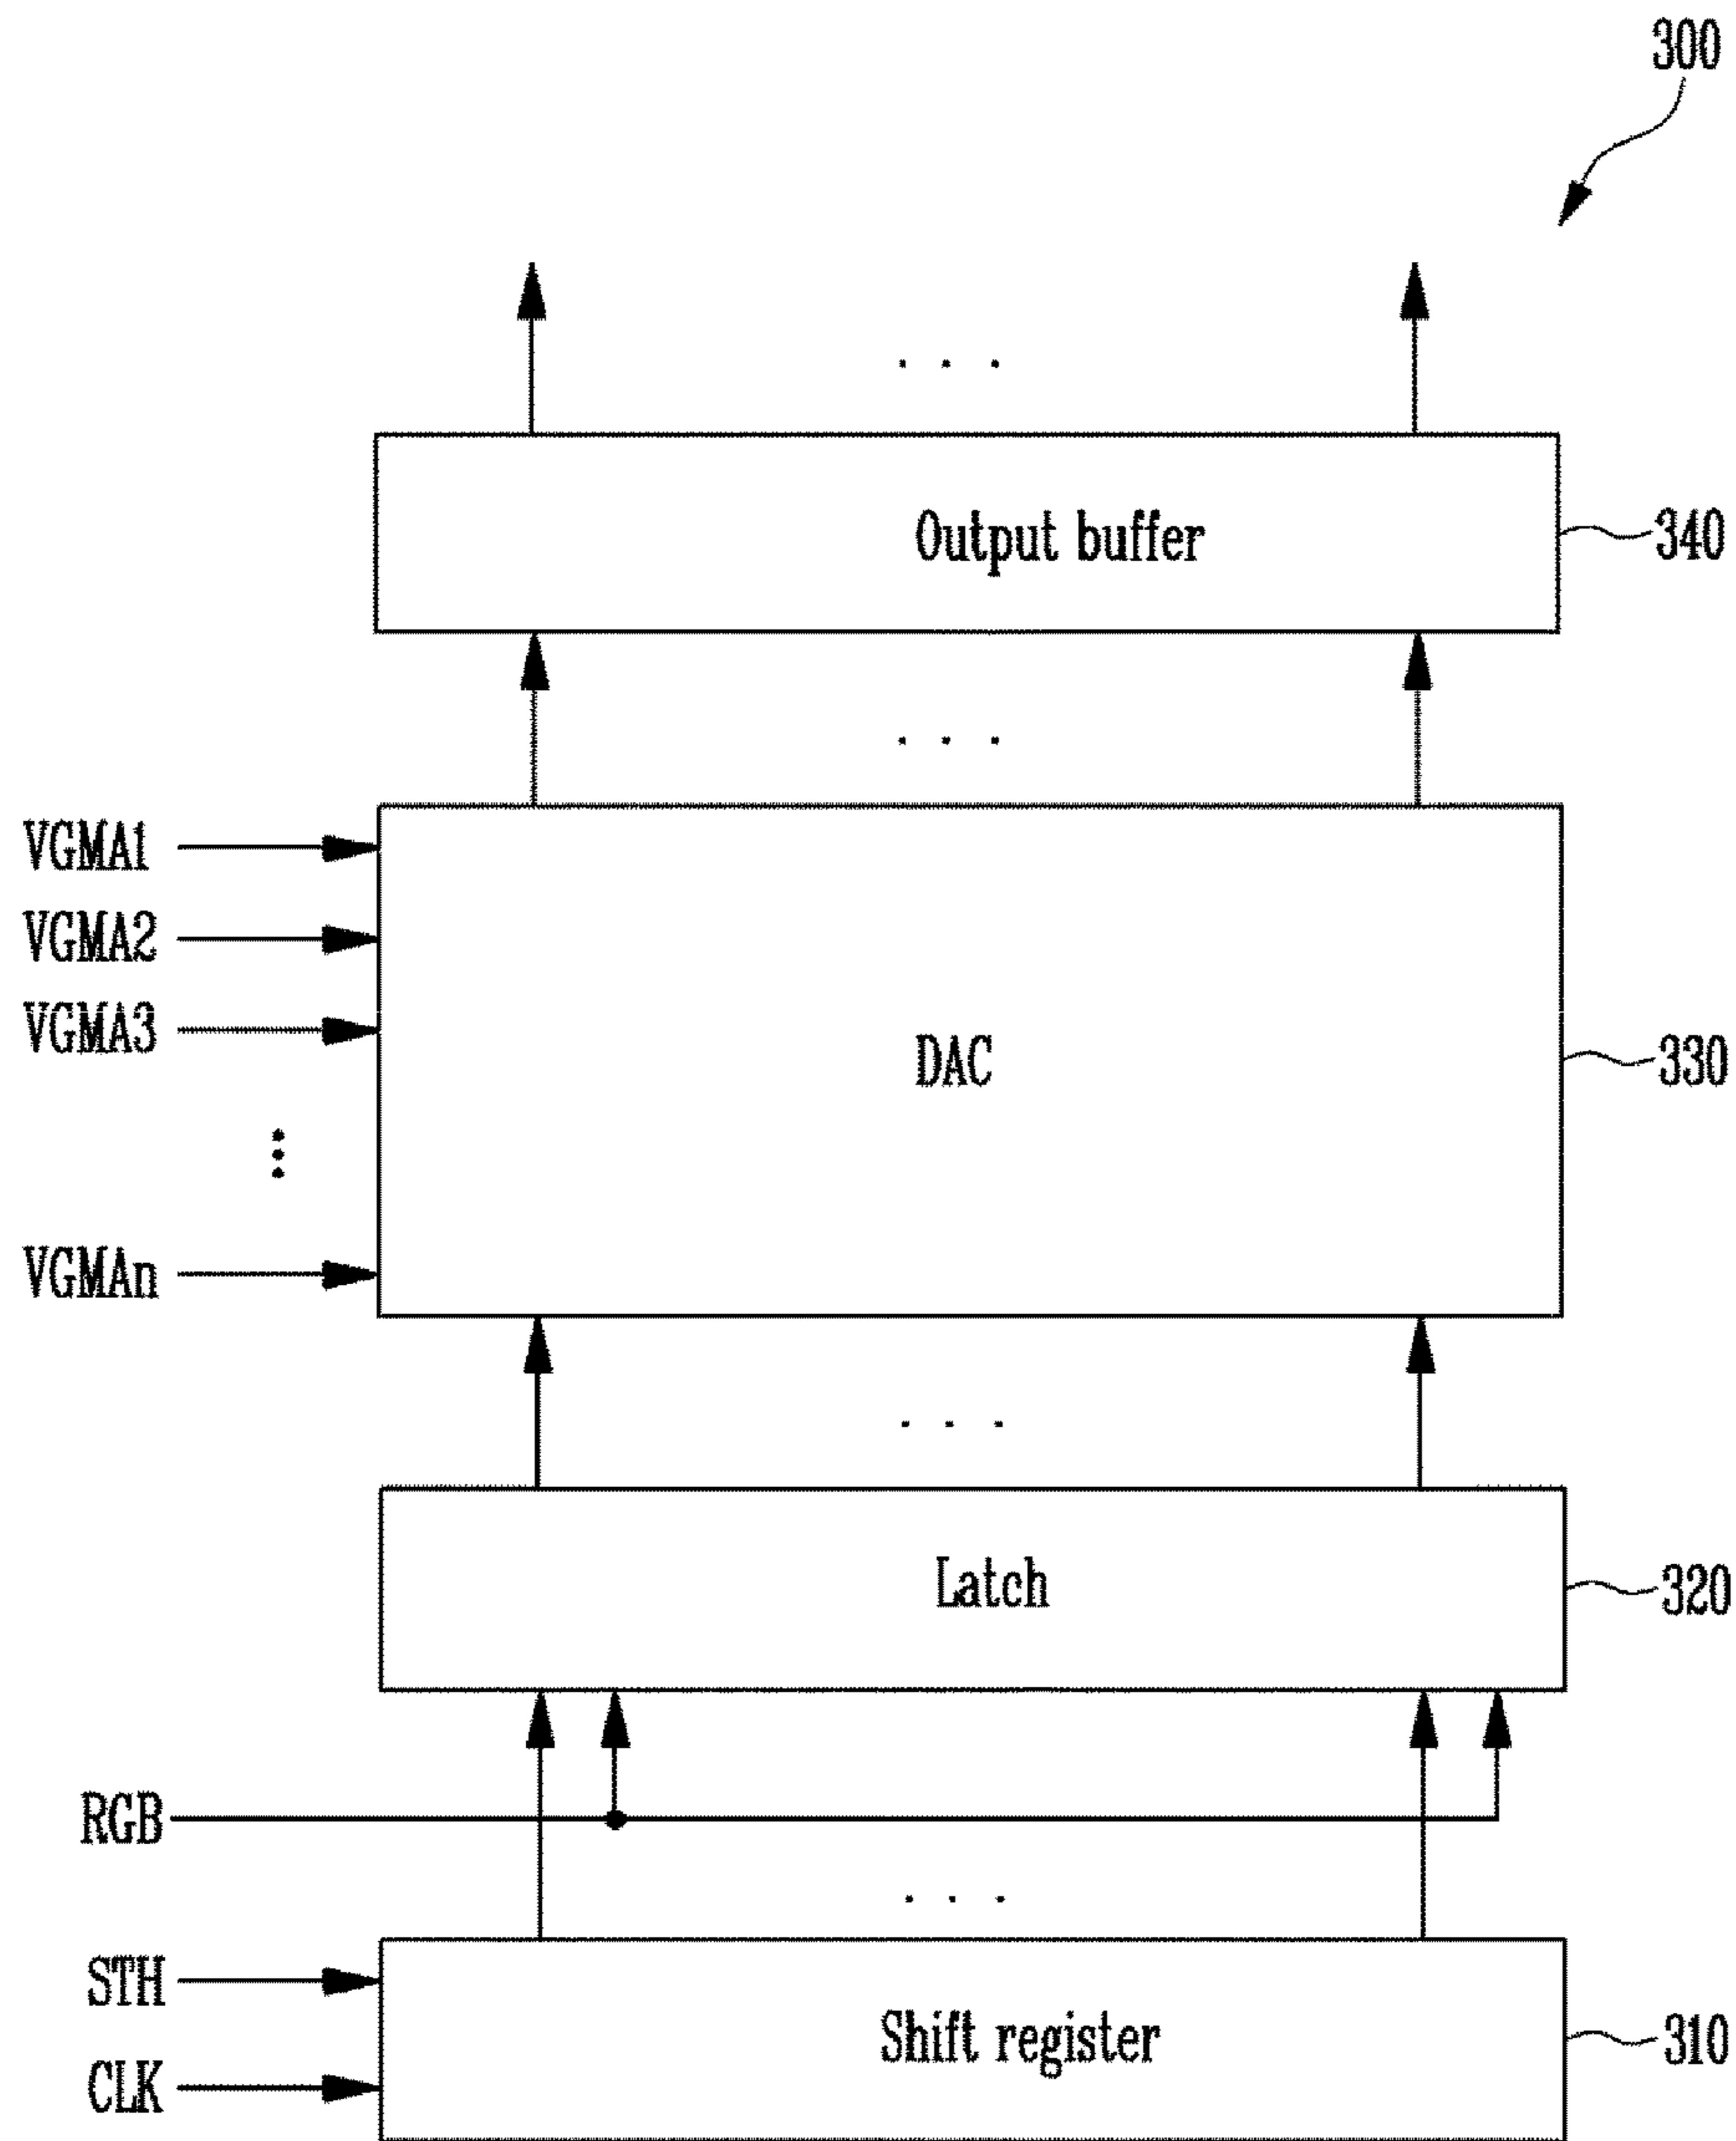 300
Output buffer
340
VGMA1
VGMA2
VGMA3
DAC
330
VGMAn
Latch
320
RGB
STH
Shift register
310
CLK